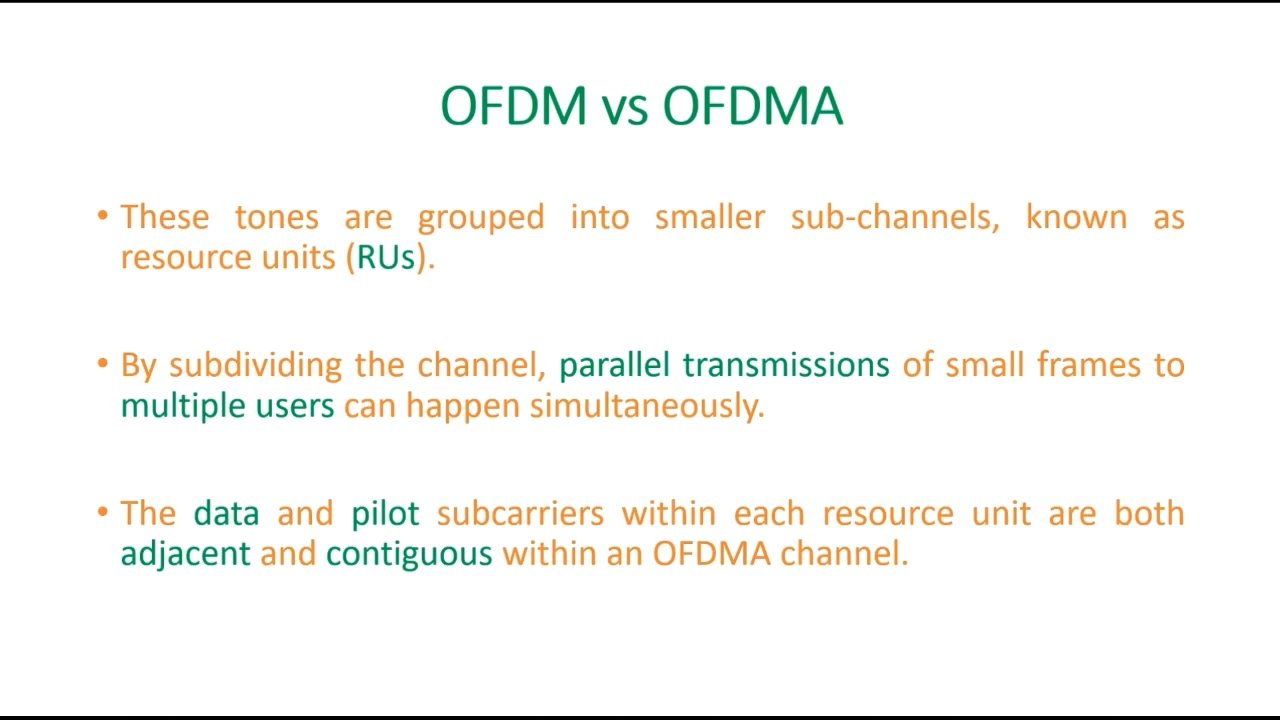 OFDM vs OFDMA
• These tones are grouped into smaller sub-channels, known as
resource units (RUs).
• By subdividing the channel, parallel transmissions of small frames to
multiple users can happen simultaneously.
• The data and pilot subcarriers within each resource unit are both
adjacent and contiguous within an OFDMA channel.